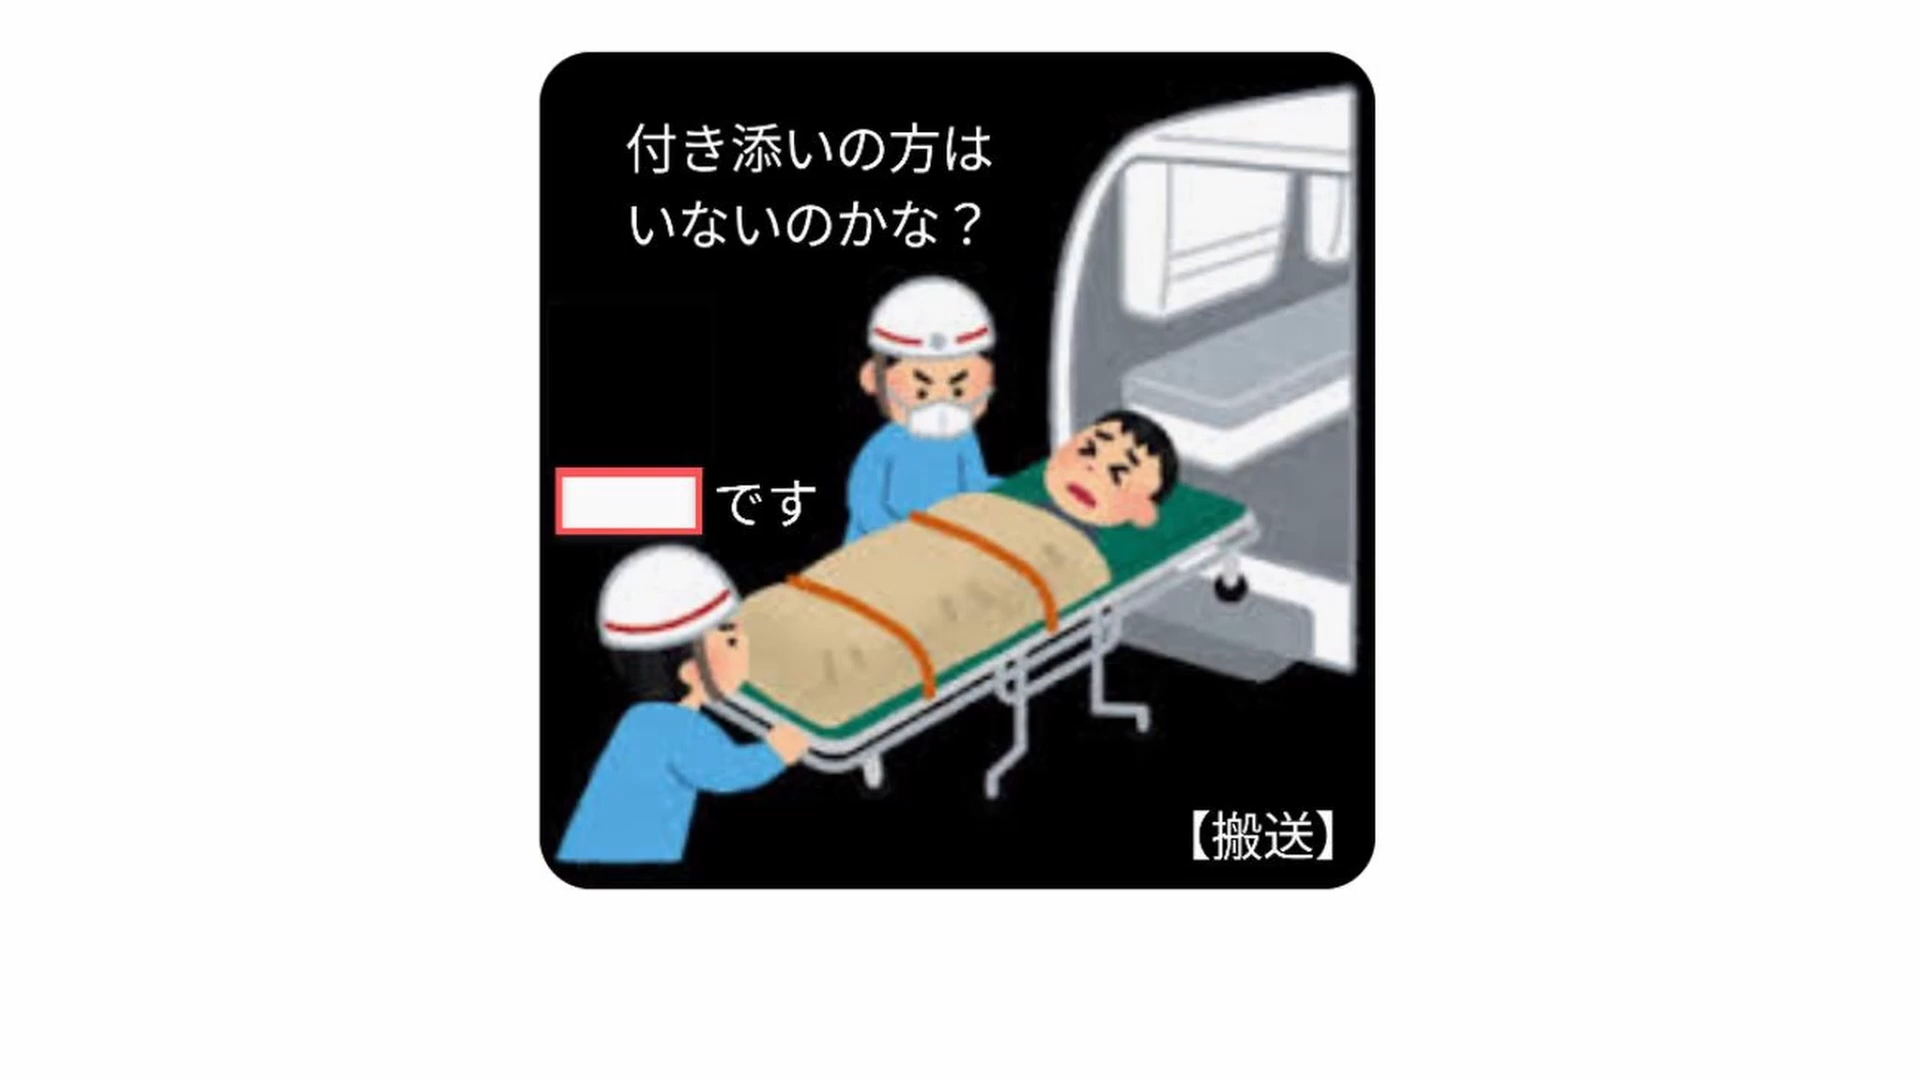 付き添いの方は
いないのかな？
です
【搬送】